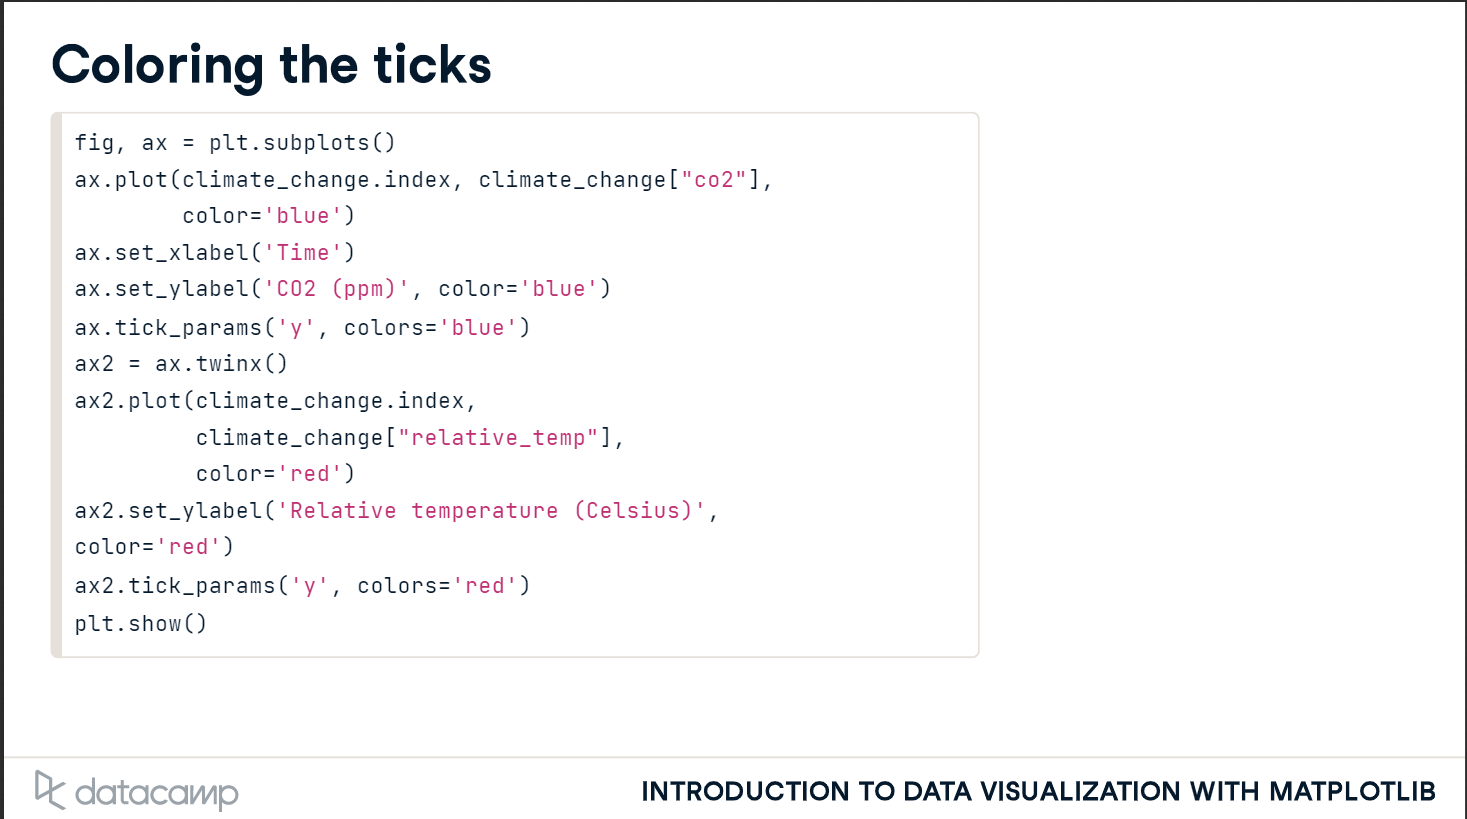 Coloring the ticks
fig, ax = plt.subplots()
ax.plot(climate_change.index, climate_change["co2"],
        color='blue')
ax.set_xlabel('Time')
ax.set_ylabel('CO2 (ppm)', color='blue')
ax.tick_params('y', colors='blue')
ax2 = ax.twinx()
ax2.plot(climate_change.index,
         climate_change["relative_temp"],
         color='red')
ax2.set_ylabel('Relative temperature (Celsius)',
color='red')
ax2.tick_params('y', colors='red')
plt.show()
datacamp
INTRODUCTION TO DATA VISUALIZATION WITH MATPLOTLIB